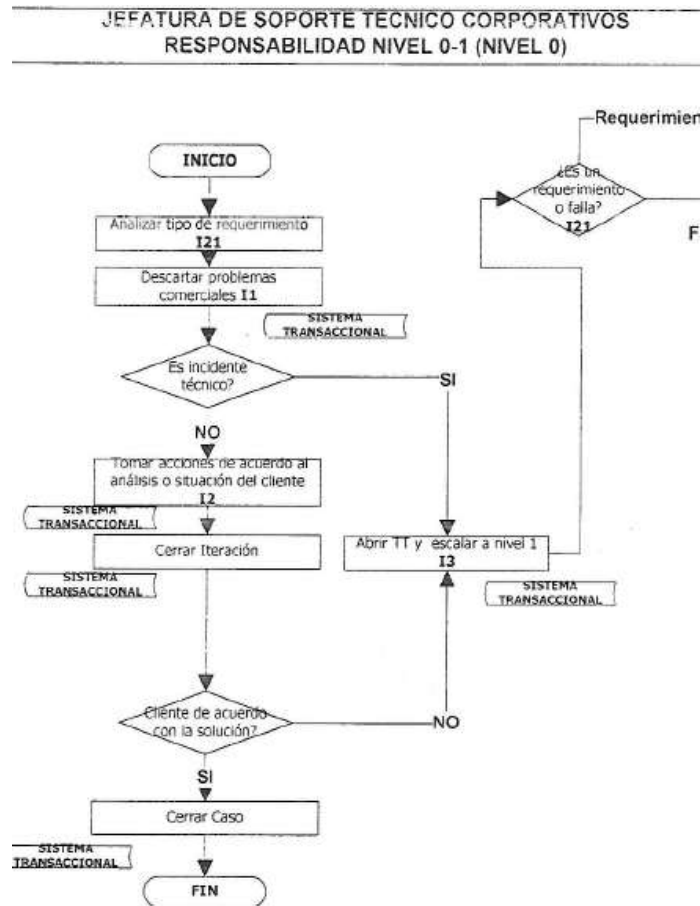 JEFATURA DE SOPORTE TECNICO CORPORATIVOS
RESPONSABILIDAD NIVEL 0-1 (NIVEL 0)
Requerimien
INICIO
¿Es un
requerimiento
o falla?
I21
F
Analizar tipo de requerimiento
I21
Descartar problemas
comerciales I1
SISTEMA
TRANSACCIONAL
Es incidente
técnico?
SI
NO
Tomar acciones de acuerdo al
análisis o situación del cliente
I2
SISTEMA
TRANSACCIONAL
Cerrar Iteración
Abrir TT y escalar a nivel 1
I3
SISTEMA
TRANSACCIONAL
SISTEMA
TRANSACCIONAL
Cliente de acuerdo
con la solución?
NO
SI
Cerrar Caso
SISTEMA
TRANSACCIONAL
FIN